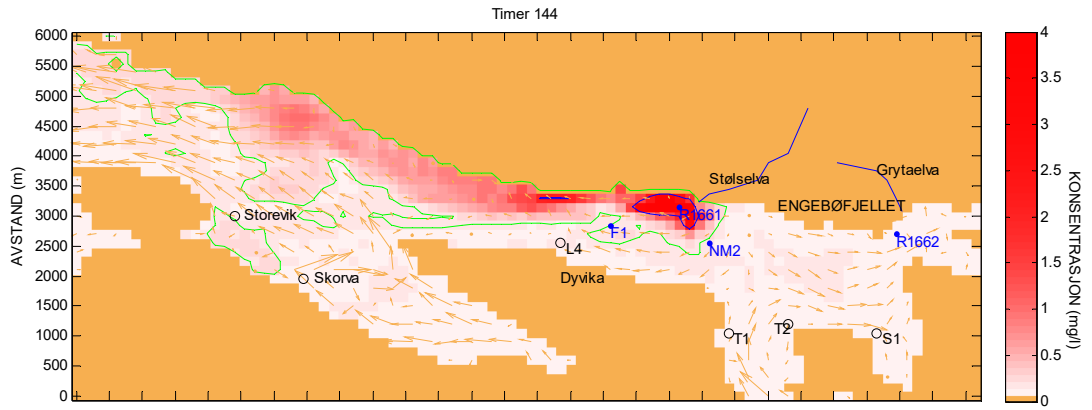 Timer 144
6000
5500
5000
4500
4000
3500
3000
2500
2000
1500
1000
500
0
AVSTAND (m)
Stølselva
Grytaelva
ENGEBØFJELLET
R1661
Storevik
F1
R1662
L4
NM2
Skorva
Dyvika
T1
T2
S1
4
3.5
3
2.5
2
1.5
1
0.5
0
KONSENTRASJON (mg/l)